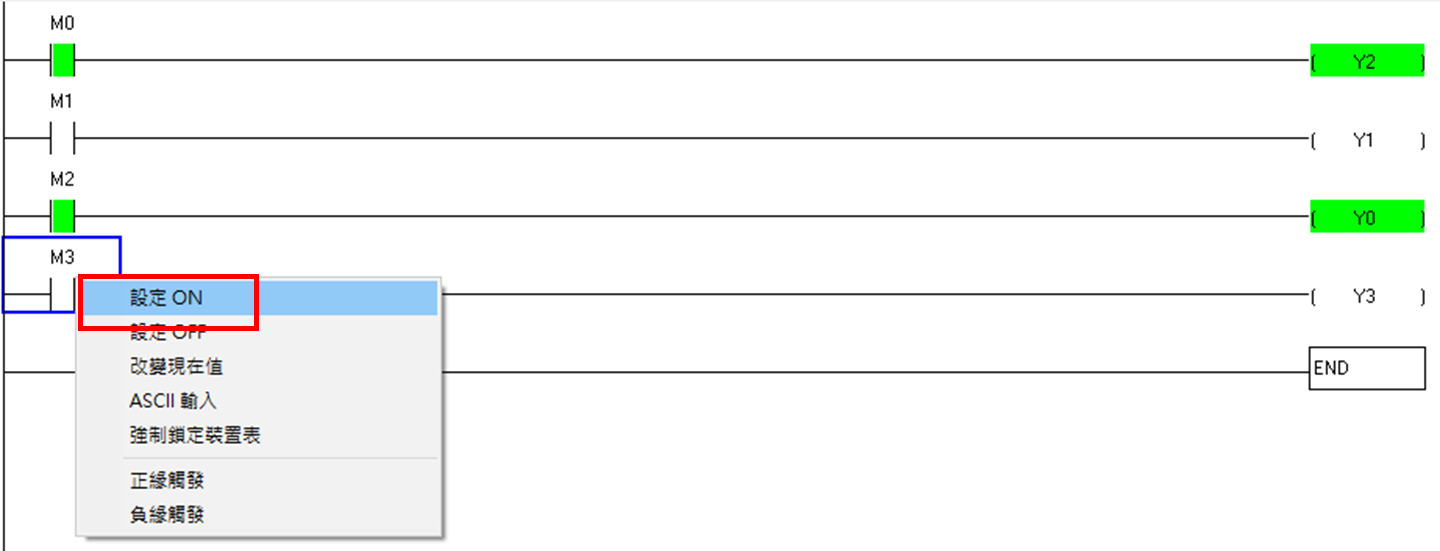 M0
( Y2 )
M1
( Y1 )
M2
( Y0 )
M3
( Y3 )
設定 ON
設定 OFF
改變現在值
ASCII 輸入
強制鎖定裝置表
正緣觸發
負緣觸發
END